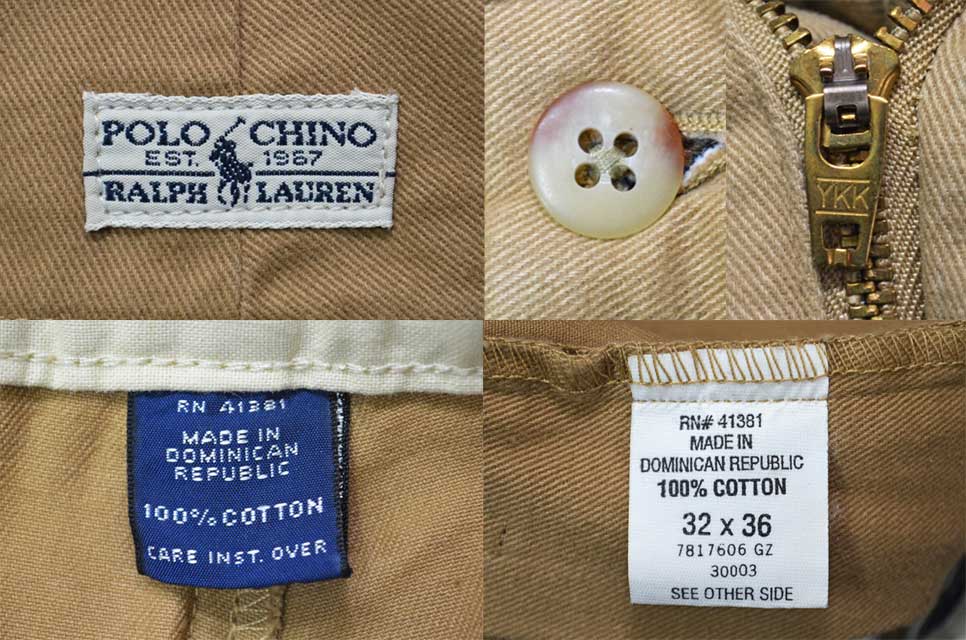 POLO CHINO
EST. 1967
RALPH LAUREN
YKK
RN 41381
MADE IN
DOMINICAN
REPUBLIC
100% COTTON
CARE INST. OVER
RN# 41381
MADE IN
DOMINICAN REPUBLIC
100% COTTON
32 x 36
7817606 GZ
30003
SEE OTHER SIDE